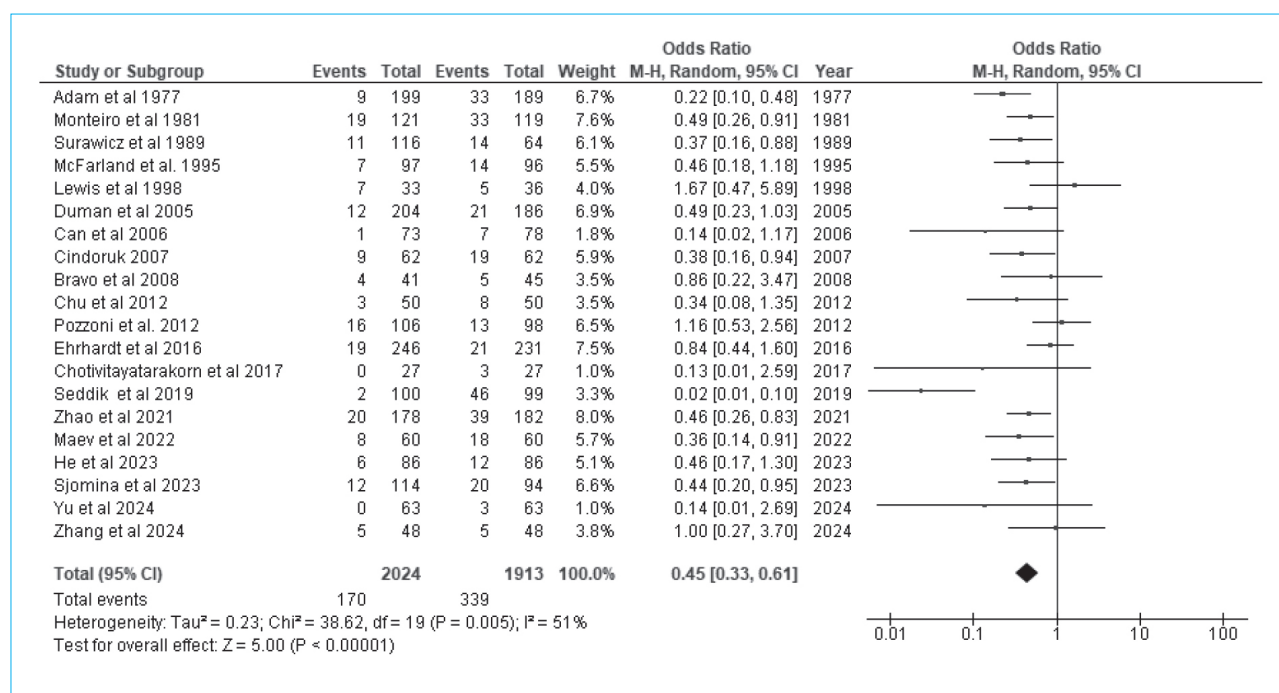 Odds Ratio Odds Ratio
Study or Subgroup Events Total Events Total Weight M-H, Random, 95% CI Year M-H, Random, 95% CI
Adam et al 1977 9 199 33 189 6.7% 0.22 [0.10, 0.48] 1977
Monteiro et al 1981 19 121 33 119 7.6% 0.49 [0.26, 0.91] 1981
Surawicz et al 1989 11 116 14 64 6.1% 0.37 [0.16, 0.88] 1989
McFarland et al. 1995 7 97 14 96 5.5% 0.46 [0.18, 1.18] 1995
Lewis et al 1998 7 33 5 36 4.0% 1.67 [0.47, 5.89] 1998
Duman et al 2005 12 204 21 186 6.9% 0.49 [0.23, 1.03] 2005
Can et al 2006 1 73 7 78 1.8% 0.14 [0.02, 1.17] 2006
Cindoruk 2007 9 62 19 62 5.9% 0.38 [0.16, 0.94] 2007
Bravo et al 2008 4 41 5 45 3.5% 0.86 [0.22, 3.47] 2008
Chu et al 2012 3 50 8 50 3.5% 0.34 [0.08, 1.35] 2012
Pozzoni et al. 2012 16 106 13 98 6.5% 1.16 [0.53, 2.56] 2012
Ehrhardt et al 2016 19 246 21 231 7.5% 0.84 [0.44, 1.60] 2016
Chotivitayatarakorn et al 2017 0 27 3 27 1.0% 0.13 [0.01, 2.59] 2017
Seddik et al 2019 2 100 46 99 3.3% 0.02 [0.01, 0.10] 2019
Zhao et al 2021 20 178 39 182 8.0% 0.46 [0.26, 0.83] 2021
Maev et al 2022 8 60 18 60 5.7% 0.36 [0.14, 0.91] 2022
He et al 2023 6 86 12 86 5.1% 0.46 [0.17, 1.30] 2023
Sjomina et al 2023 12 114 20 94 6.6% 0.44 [0.20, 0.95] 2023
Yu et al 2024 0 63 3 63 1.0% 0.14 [0.01, 2.69] 2024
Zhang et al 2024 5 48 5 48 3.8% 1.00 [0.27, 3.70] 2024
Total (95% CI) 2024 1913 100.0% 0.45 [0.33, 0.61]
Total events 170 339
Heterogeneity: Tau² = 0.23; Chi² = 38.62, df = 19 (P = 0.005); I² = 51%
Test for overall effect: Z = 5.00 (P < 0.00001)
0.01 0.1 1 10 100